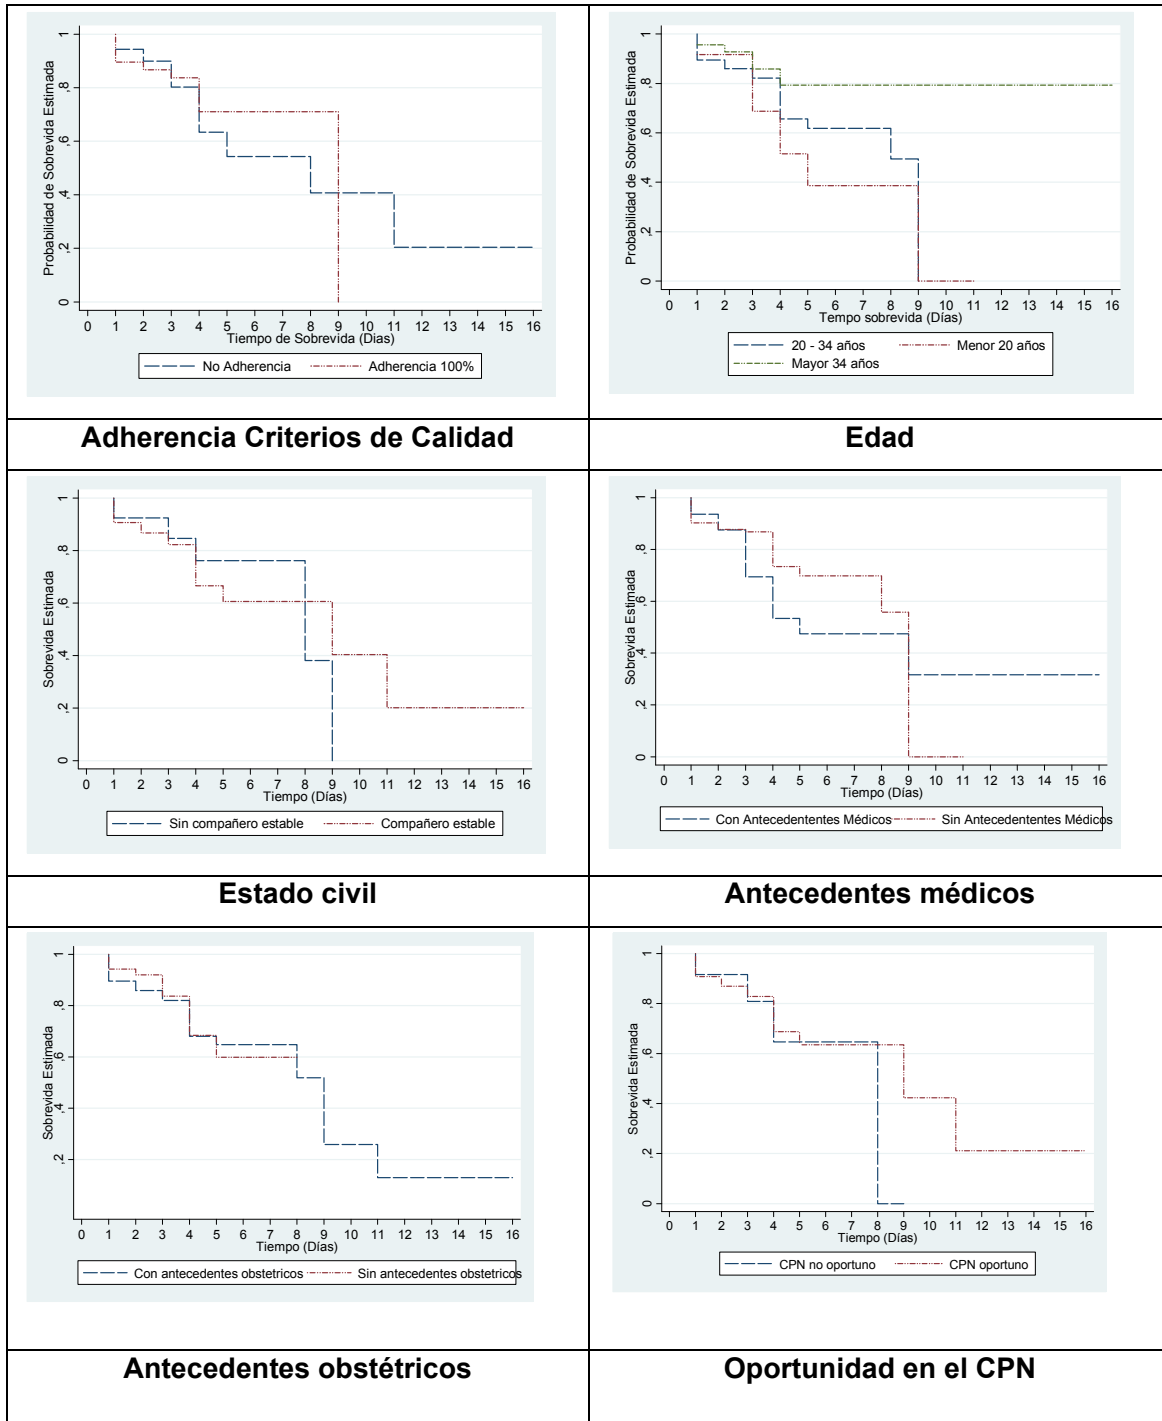 Probabilidad de Sobrevida Estimada
1
,8
,6
,4
,2
0
0 1 2 3 4 5 6 7 8 9 10 11 12 13 14 15 16
Tiempo de Sobrevida (Dias)
No Adherencia Adherencia 100%
Adherencia Criterios de Calidad
Probabilidad de Sobrevida Estimada
1
,8
,6
,4
,2
0
0 1 2 3 4 5 6 7 8 9 10 11 12 13 14 15 16
Tempo sobrevida (Días)
20 - 34 años Menor 20 años
Mayor 34 años
Edad
Sobrevida Estimada
1
,8
,6
,4
,2
0
0 1 2 3 4 5 6 7 8 9 10 11 12 13 14 15 16
Tiempo (Días)
Sin compañero estable Compañero estable
Estado civil
Sobrevida Estimada
1
,8
,6
,4
,2
0
0 1 2 3 4 5 6 7 8 9 10 11 12 13 14 15 16
Tiempo (Días)
Con Antecedententes Médicos Sin Antecedententes Médicos
Antecedentes médicos
Sobrevida Estimada
1
,8
,6
,4
,2
0 1 2 3 4 5 6 7 8 9 10 11 12 13 14 15 16
Tiempo (Días)
Con antecedentes obstetricos Sin antecedentes obstetricos
Antecedentes obstétricos
Sobrevida Estimada
1
,8
,6
,4
,2
0
0 1 2 3 4 5 6 7 8 9 10 11 12 13 14 15 16
Tiempo (Días)
CPN no oportuno CPN oportuno
Oportunidad en el CPN